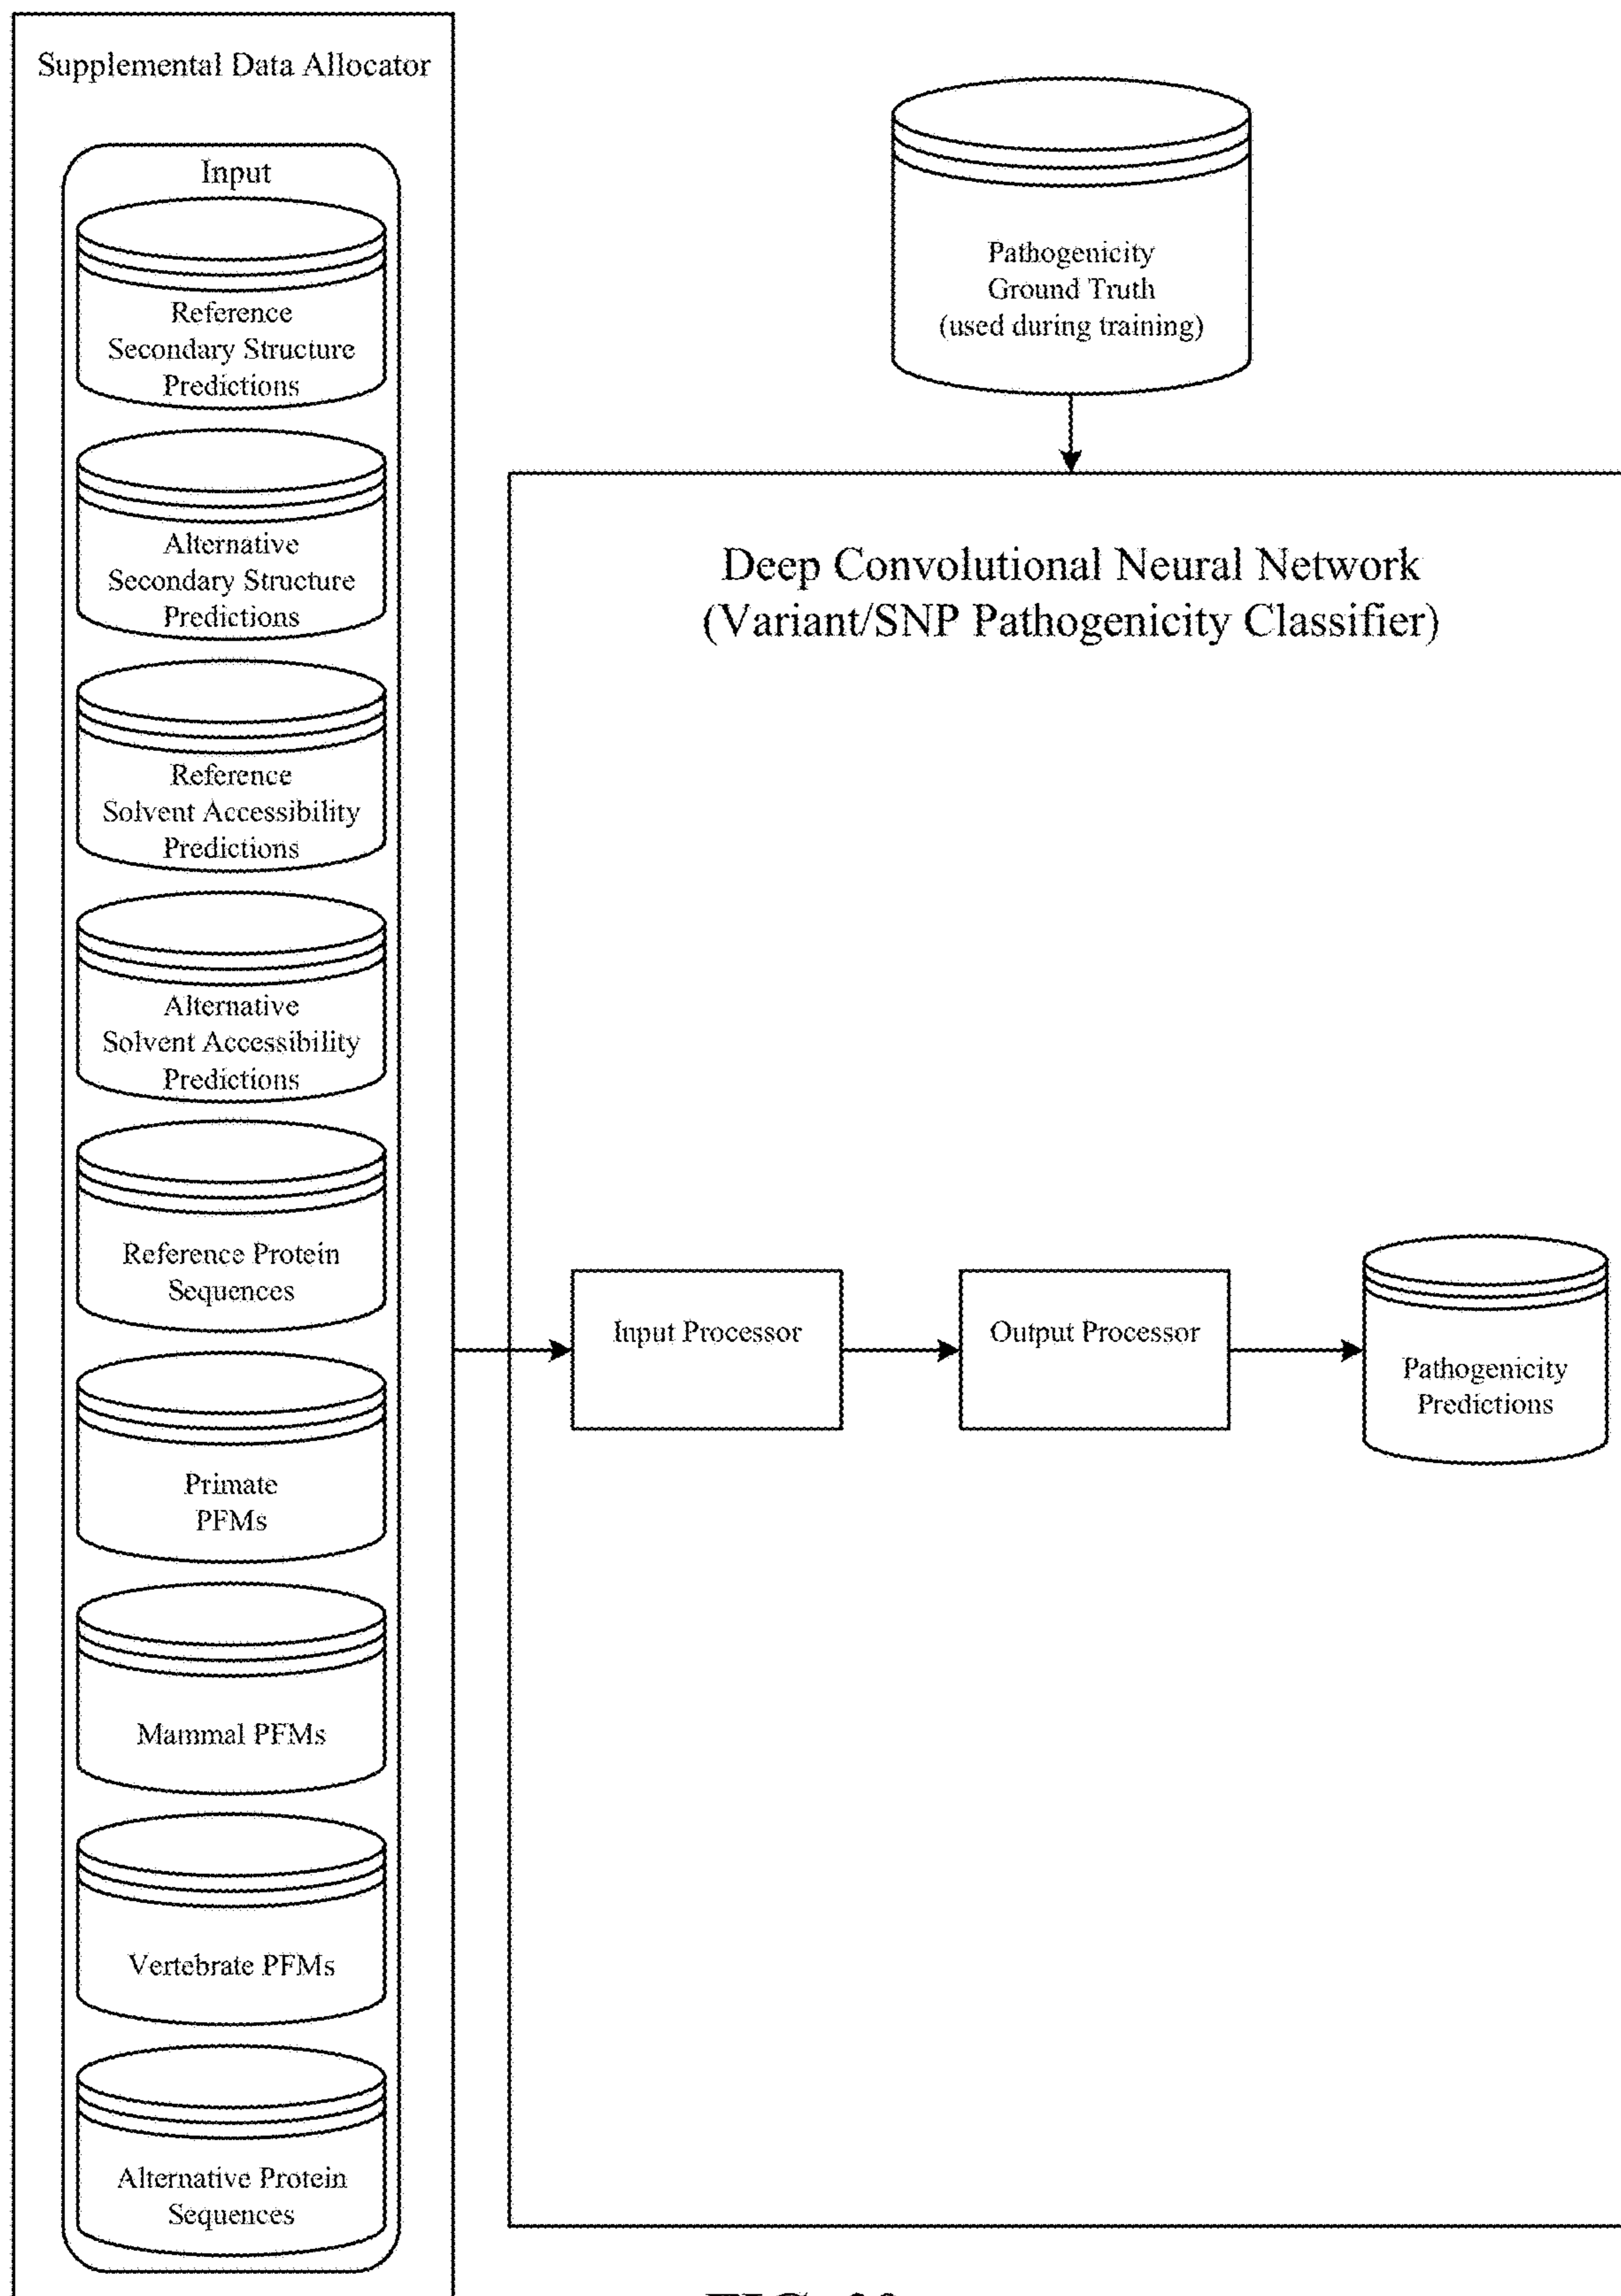 Supplemental Data Allocator
Input
Reference
Secondary Structure
Predictions
Alternative
Secondary Structure
Predictions
Reference
Solvent Accessibility
Predictions
Alternative
Solvent Accessibility
Predictions
Reference Protein
Sequences
Primate
PFMs
Mammal PFMs
Vertebrate PFMs
Alternative Protein
Sequences
Pathogenicity
Ground Truth
(used during training)
Deep Convolutional Neural Network
(Variant/SNP Pathogenicity Classifier)
Input Processor
Output Processor
Pathogenicity
Predictions